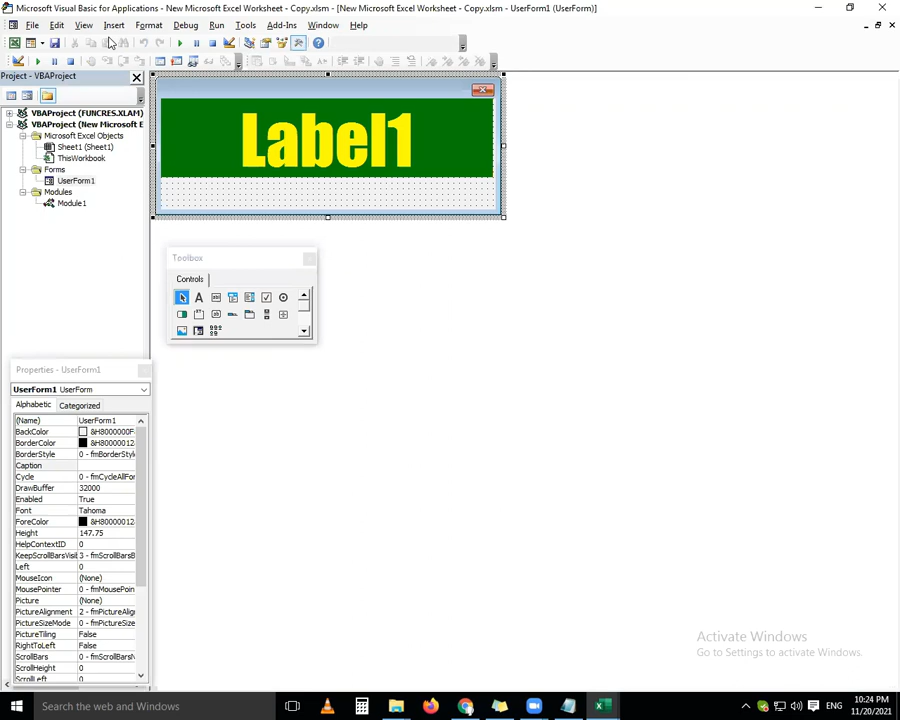 Microsoft Visual Basic for Applications - New Microsoft Excel Worksheet - Copy.xlsm - [New Microsoft Excel Worksheet - Copy.xlsm - UserForm1 (UserForm)]
File Edit View Insert Format Debug Run Tools Add-Ins Window Help
Project - VBAProject
VBAProject (FUNCRES.XLAM)
VBAProject (New Microsoft E
Microsoft Excel Objects
Sheet1 (Sheet1)
ThisWorkbook
Forms
UserForm1
Modules
Module1
Label1
Toolbox
Controls
Properties - UserForm1
UserForm1 UserForm
Alphabetic Categorized
(Name) UserForm1
BackColor &H8000000F
BorderColor &H80000012
BorderStyle 0 - fmBorderStyl
Caption
Cycle 0 - fmCycleAllFor
DrawBuffer 32000
Enabled True
Font Tahoma
ForeColor &H80000012
Height 147.75
HelpContextID 0
KeepScrollBarsVisi 3 - fmScrollBarsB
Left 0
MouseIcon (None)
MousePointer 0 - fmMousePoin
Picture (None)
PictureAlignment 2 - fmPictureAlig
PictureSizeMode 0 - fmPictureSize
PictureTiling False
RightToLeft False
ScrollBars 0 - fmScrollBarsN
ScrollHeight 0
ScrollLeft 0
Activate Windows
Go to Settings to activate Windows.
Search the web and Windows
ENG
10:24 PM
11/20/2021